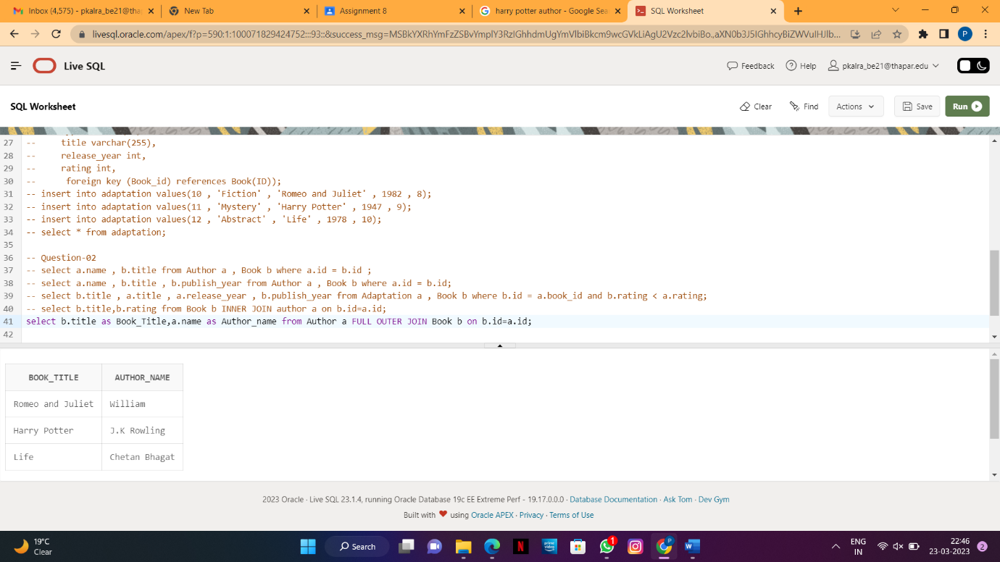 Inbox (4,575) - pkalra_be21@tha
New Tab
Assignment 8
harry potter author - Google Sea
SQL Worksheet
livesql.oracle.com/apex/f?p=590:1:100071829424752:::93::&success_msg=
Live SQL
Feedback
Help
pkalra_be21@thapar.edu
SQL Worksheet
Clear
Find
Actions
Save
Run
27 -- title varchar(255),
28 -- release_year int,
29 -- rating int,
30 -- foreign key (Book_id) references Book(ID));
31 -- insert into adaptation values(10 , 'Fiction' , 'Romeo and Juliet' , 1982 , 8);
32 -- insert into adaptation values(11 , 'Mystery' , 'Harry Potter' , 1947 , 9);
33 -- insert into adaptation values(12 , 'Abstract' , 'Life' , 1978 , 10);
34 -- select * from adaptation;
35
36 -- Question-02
37 -- select a.name , b.title from Author a , Book b where a.id = b.id ;
38 -- select a.name , b.title , b.publish_year from Author a , Book b where a.id = b.id;
39 -- select b.title , a.title , a.release_year , b.publish_year from Adaptation a , Book b where b.id = a.book_id and b.rating < a.rating;
40 -- select b.title,b.rating from Book b INNER JOIN author a on b.id=a.id;
41 select b.title as Book_Title,a.name as Author_name from Author a FULL OUTER JOIN Book b on b.id=a.id;
42
BOOK_TITLE AUTHOR_NAME
Romeo and Juliet William
Harry Potter J.K Rowling
Life Chetan Bhagat
2023 Oracle · Live SQL 23.1.4, running Oracle Database 19c EE Extreme Perf - 19.17.0.0.0 · Database Documentation · Ask Tom · Dev Gym
Built with ❤ using Oracle APEX · Privacy · Terms of Use
19°C
Clear
Search
prime video
1
P
W
ENG
IN
22:46
23-03-2023
2